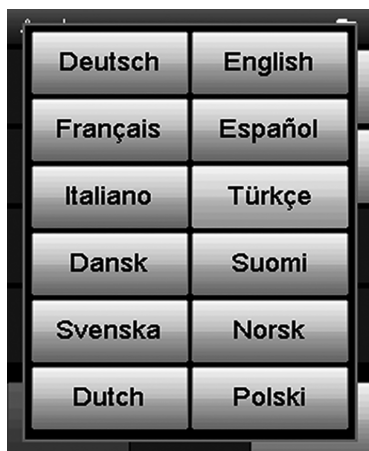 Deutsch English
Français Español
Italiano Türkçe
Dansk Suomi
Svenska Norsk
Dutch Polski